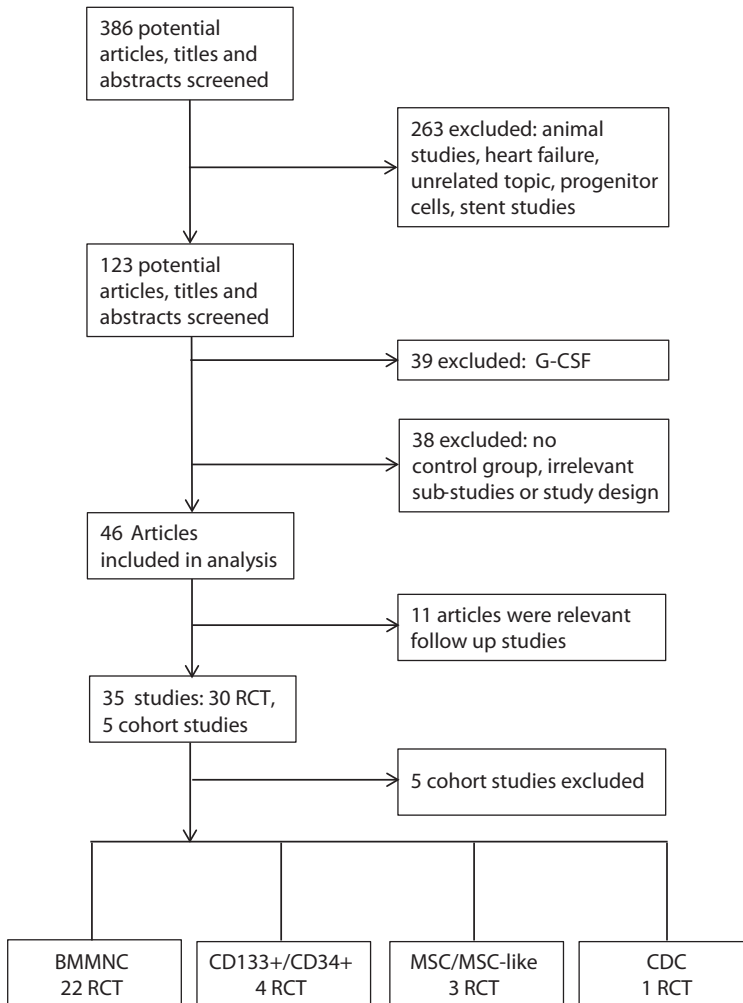 386 potential
articles, titles and
abstracts screened
263 excluded: animal
studies, heart failure,
unrelated topic, progenitor
cells, stent studies
123 potential
articles, titles and
abstracts screened
39 excluded: G-CSF
38 excluded: no
control group, irrelevant
sub-studies or study design
46 Articles
included in analysis
11 articles were relevant
follow up studies
35 studies: 30 RCT,
5 cohort studies
5 cohort studies excluded
BMMNC
22 RCT
CD133+/CD34+
4 RCT
MSC/MSC-like
3 RCT
CDC
1 RCT